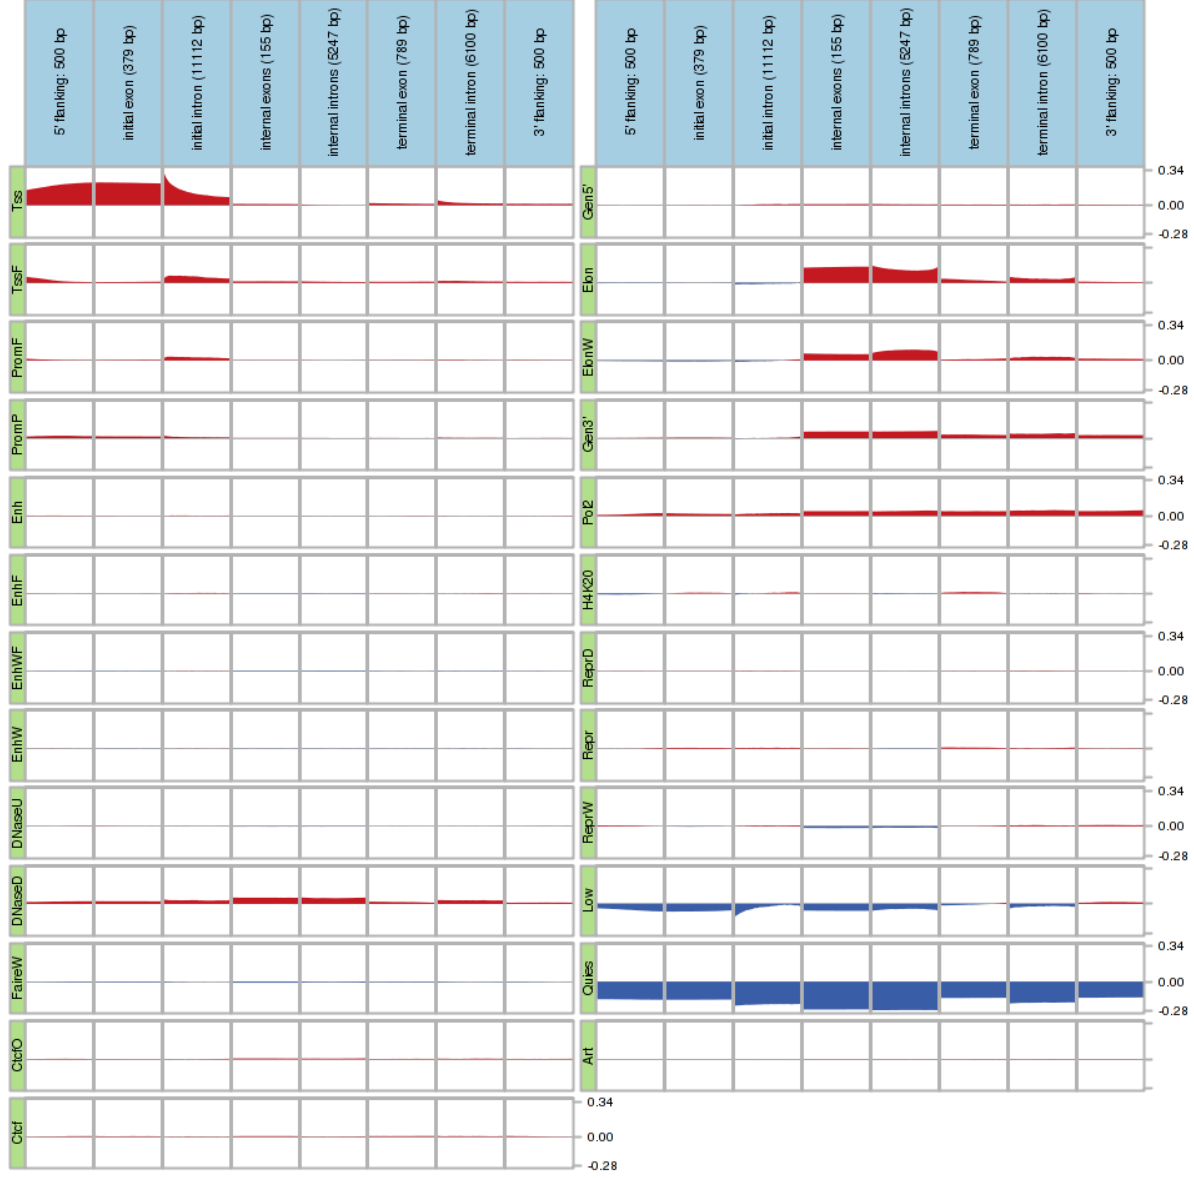 5' flanking: 500 bp
initial exon (379 bp)
initial intron (11112 bp)
internal exons (155 bp)
internal introns (5247 bp)
terminal exon (789 bp)
terminal intron (6100 bp)
3' flanking: 500 bp
5' flanking: 500 bp
initial exon (379 bp)
initial intron (11112 bp)
internal exons (155 bp)
internal introns (5247 bp)
terminal exon (789 bp)
terminal intron (6100 bp)
3' flanking: 500 bp
Tss
Gen5'
0.34
0.00
-0.28
TssF
Elon
PromF
ElonW
0.34
0.00
-0.28
PromP
Gen3'
Enh
Pol2
0.34
0.00
-0.28
EnhF
H4K20
EnhWF
ReprD
0.34
0.00
-0.28
EnhW
Repr
DNaseU
ReprW
0.34
0.00
-0.28
DNaseD
Low
FaireW
Quies
0.34
0.00
-0.28
CtcfO
Art
Ctcf
0.34
0.00
-0.28